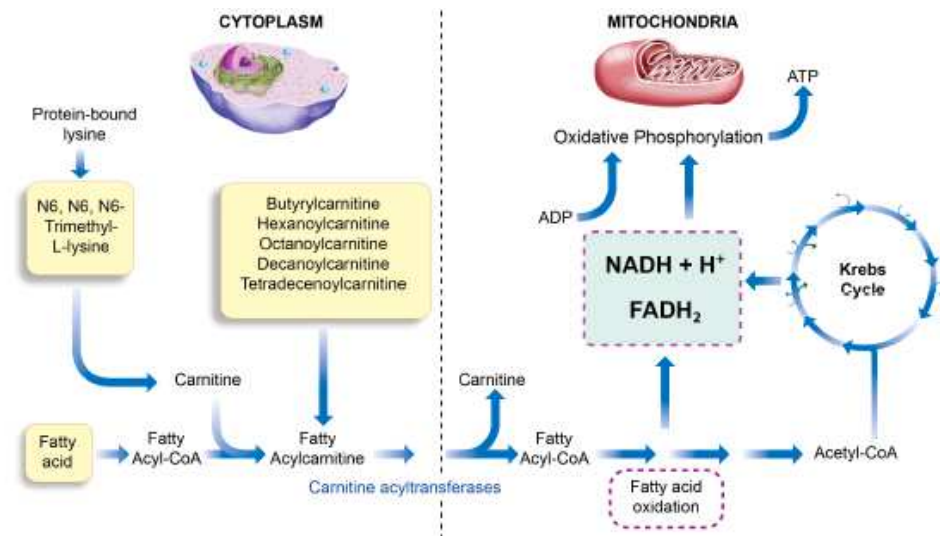 CYTOPLASM
MITOCHONDRIA
Protein-bound
lysine
N6, N6, N6-
Trimethyl-
L-lysine
Butyrylcarnitine
Hexanoylcarnitine
Octanoylcarnitine
Decanoylcarnitine
Tetradecenoylcarnitine
ATP
Oxidative Phosphorylation
ADP
NADH + H⁺
FADH₂
Krebs
Cycle
Carnitine
Carnitine
Fatty
acid
Fatty
Acyl-CoA
Fatty
Acylcarnitine
Carnitine acyltransferases
Fatty
Acyl-CoA
Fatty acid
oxidation
Acetyl-CoA